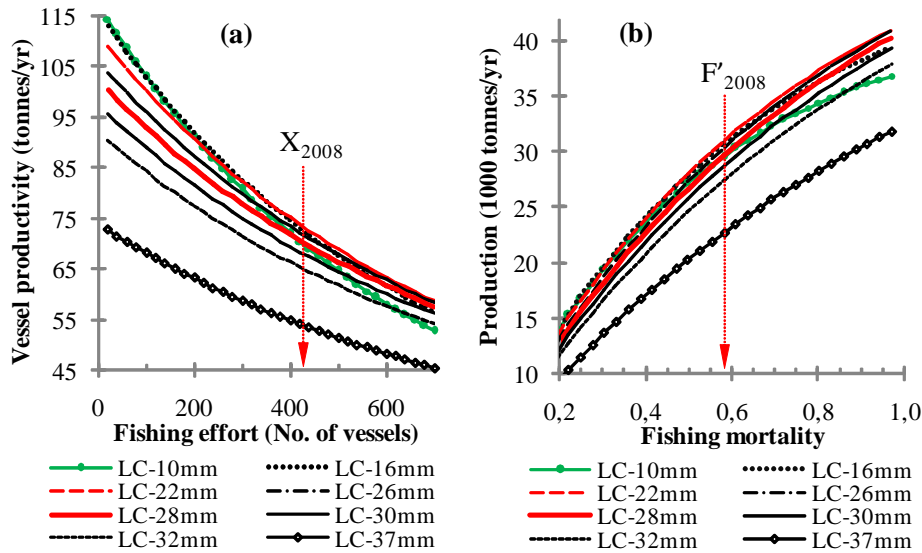 (a)
Vessel productivity (tonnes/yr)
115
105
95
85
75
65
55
45
X2008
0
200
400
600
Fishing effort (No. of vessels)
LC-10mm
LC-16mm
LC-22mm
LC-26mm
LC-28mm
LC-30mm
LC-32mm
LC-37mm
(b)
Production (1000 tonnes/yr)
40
35
30
25
20
15
10
F'2008
0,2
0,4
0,6
0,8
1,0
Fishing mortality
LC-10mm
LC-16mm
LC-22mm
LC-26mm
LC-28mm
LC-30mm
LC-32mm
LC-37mm